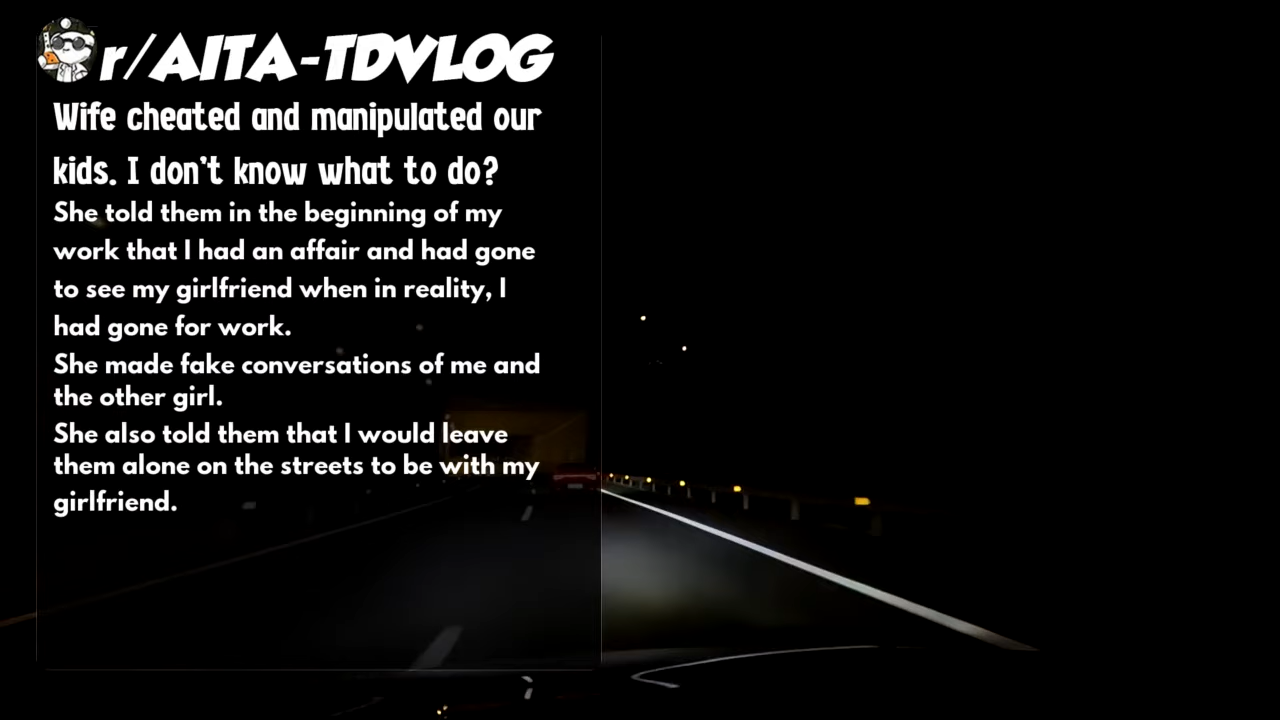 r/AITA-TDVLOG
Wife cheated and manipulated our
kids. I don't know what to do?
She told them in the beginning of my
work that I had an affair and had gone
to see my girlfriend when in reality, I
had gone for work.
She made fake conversations of me and
the other girl.
She also told them that I would leave
them alone on the streets to be with my
girlfriend.